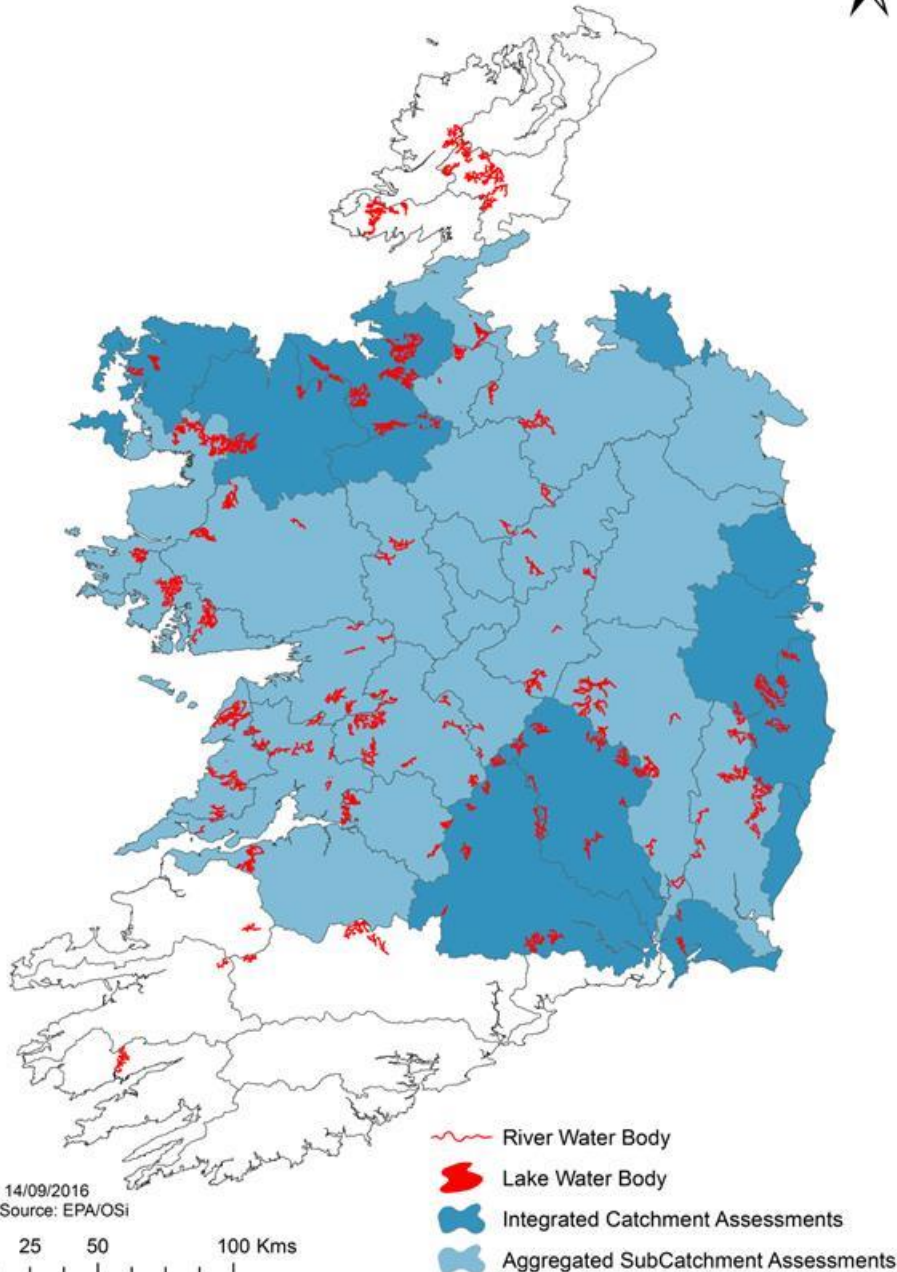 River Water Body
Lake Water Body
14/09/2016
Source: EPA/OSi
Integrated Catchment Assessments
25 50 100 Kms
Aggregated SubCatchment Assessments